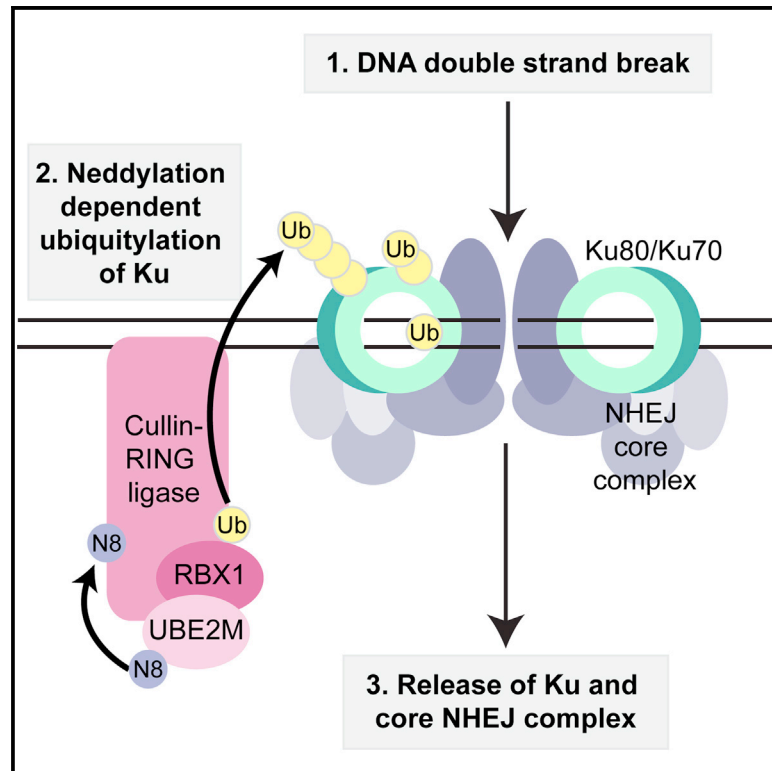 1. DNA double strand break
2. Neddylation
dependent
ubiquitylation
of Ku
Ub
Ub
Ub
Ku80/Ku70
NHEJ
core
complex
Cullin-
RING
ligase
Ub
N8
RBX1
UBE2M
N8
3. Release of Ku and
core NHEJ complex